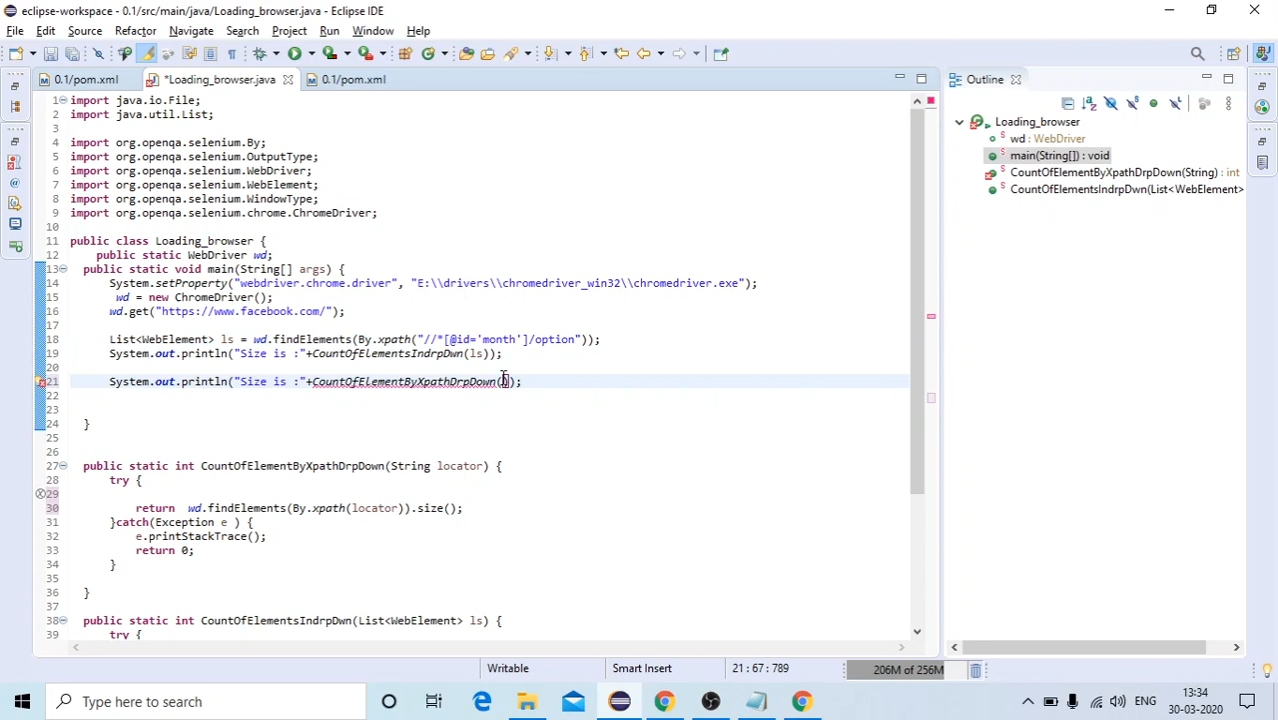 eclipse-workspace - 0.1/src/main/java/Loading_browser.java - Eclipse IDE
File Edit Source Refactor Navigate Search Project Run Window Help
0.1/pom.xml *Loading_browser.java 0.1/pom.xml Outline
1 import java.io.File;
2 import java.util.List;
3
4 import org.openqa.selenium.By;
5 import org.openqa.selenium.OutputType;
6 import org.openqa.selenium.WebDriver;
7 import org.openqa.selenium.WebElement;
8 import org.openqa.selenium.WindowType;
9 import org.openqa.selenium.chrome.ChromeDriver;
10
11 public class Loading_browser {
12 public static WebDriver wd;
13 public static void main(String[] args) {
14 System.setProperty("webdriver.chrome.driver", "E:\\drivers\\chromedriver_win32\\chromedriver.exe");
15 wd = new ChromeDriver();
16 wd.get("https://www.facebook.com/");
17
18 List<WebElement> ls = wd.findElements(By.xpath("//*[@id='month']/option"));
19 System.out.println("Size is :"+CountOfElementsIndrpDwn(ls));
20
21 System.out.println("Size is :"+CountOfElementByXpathDrpDown());
22
23
24 }
25
26
27 public static int CountOfElementByXpathDrpDown(String locator) {
28 try {
29
30 return wd.findElements(By.xpath(locator)).size();
31 }catch(Exception e ) {
32 e.printStackTrace();
33 return 0;
34 }
35
36 }
37
38 public static int CountOfElementsIndrpDwn(List<WebElement> ls) {
39 try {
Loading_browser
wd : WebDriver
main(String[]) : void
CountOfElementByXpathDrpDown(String) : int
CountOfElementsIndrpDwn(List<WebElement>
Writable Smart Insert 21 : 67 : 789 206M of 256M
Type here to search
ENG
13:34
30-03-2020